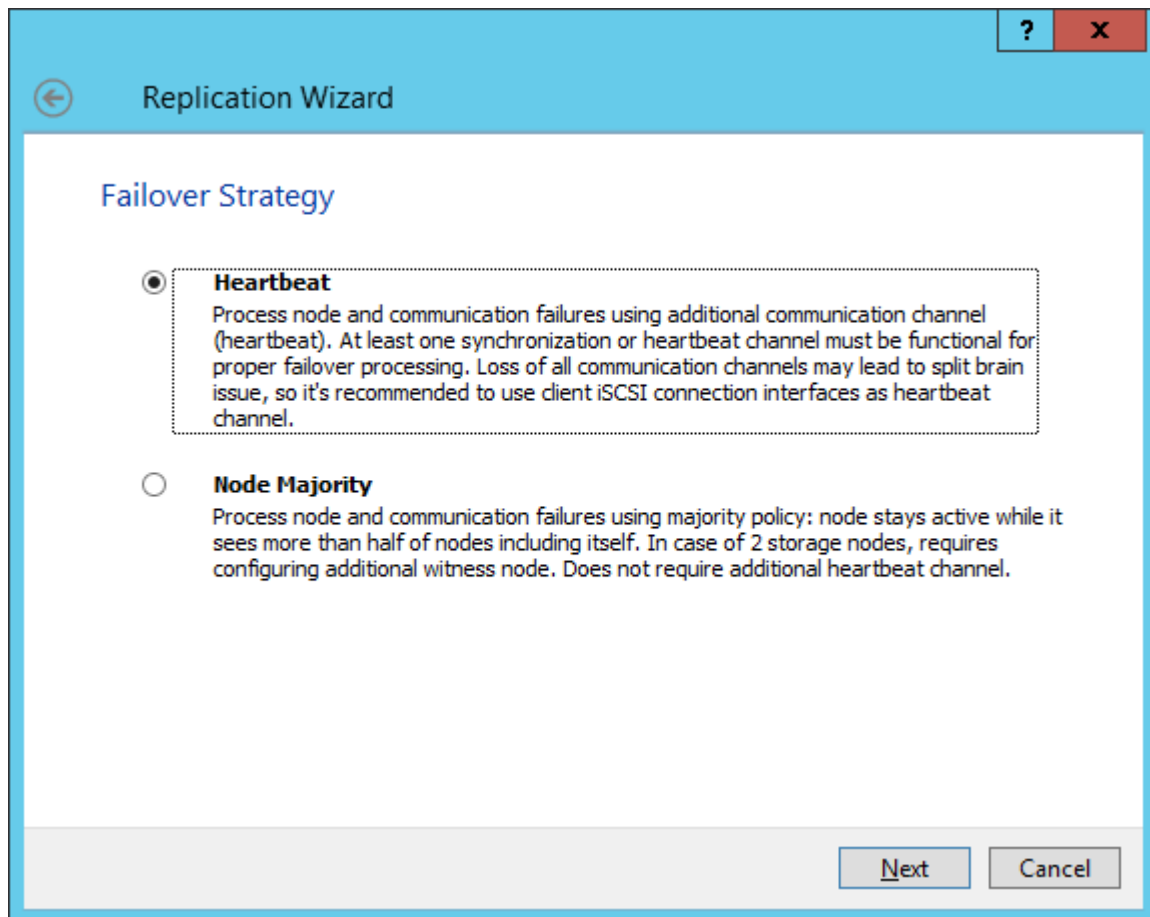 ?
x
Replication Wizard
Failover Strategy
Heartbeat
Process node and communication failures using additional communication channel
(heartbeat). At least one synchronization or heartbeat channel must be functional for
proper failover processing. Loss of all communication channels may lead to split brain
issue, so it's recommended to use client iSCSI connection interfaces as heartbeat
channel.
Node Majority
Process node and communication failures using majority policy: node stays active while it
sees more than half of nodes including itself. In case of 2 storage nodes, requires
configuring additional witness node. Does not require additional heartbeat channel.
Next
Cancel